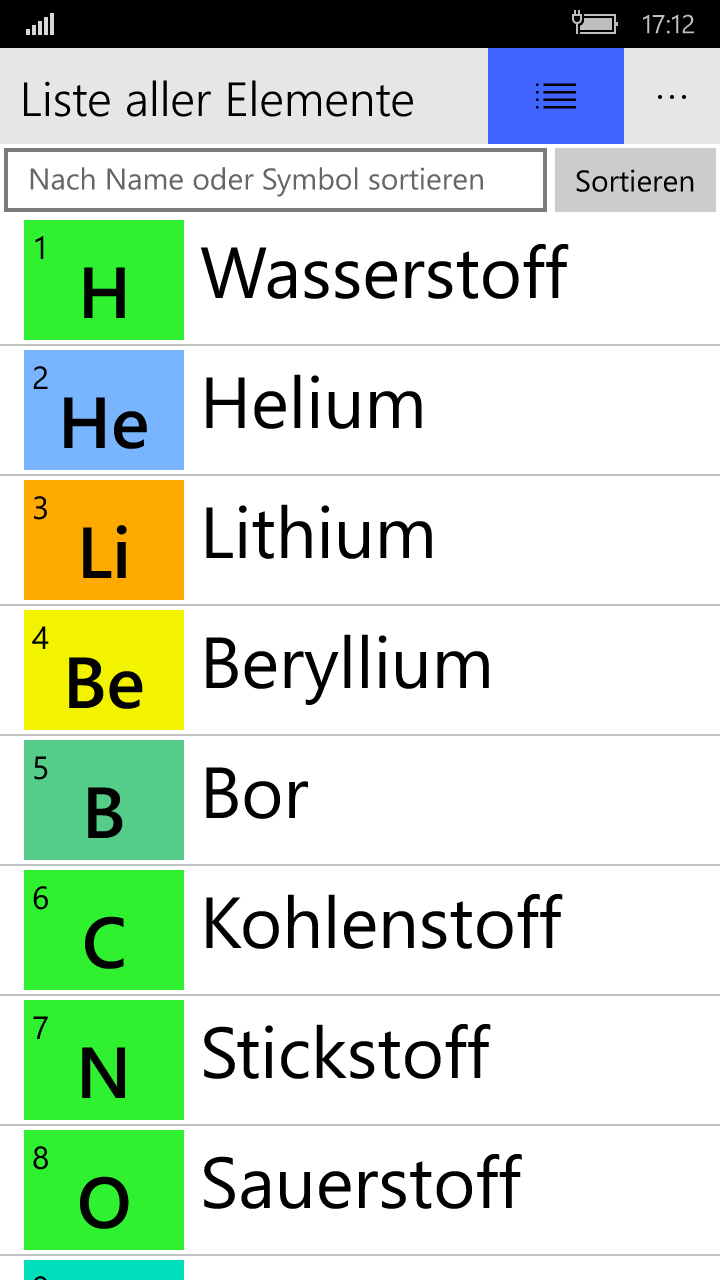 17:12
Liste aller Elemente
...
Nach Name oder Symbol sortieren
Sortieren
1
H
Wasserstoff
2
He
Helium
3
Li
Lithium
4
Be
Beryllium
5
B
Bor
6
C
Kohlenstoff
7
N
Stickstoff
8
O
Sauerstoff